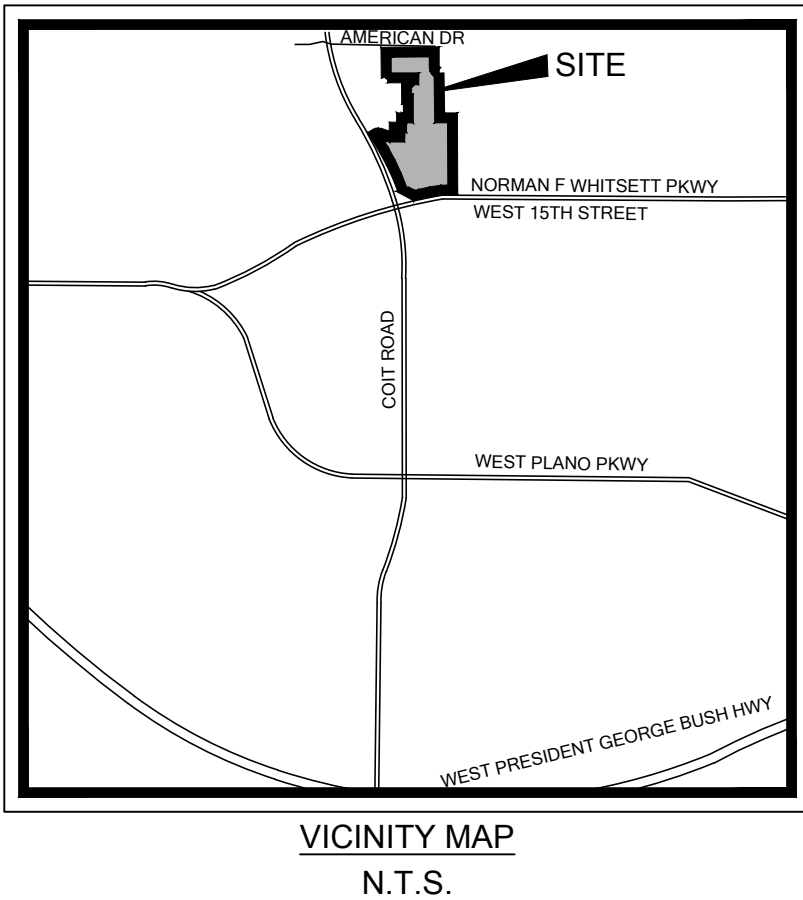 AMERICAN DR
SITE
NORMAN F WHITSETT PKWY
WEST 15TH STREET
COIT ROAD
WEST PLANO PKWY
WEST PRESIDENT GEORGE BUSH HWY
VICINITY MAP
N.T.S.